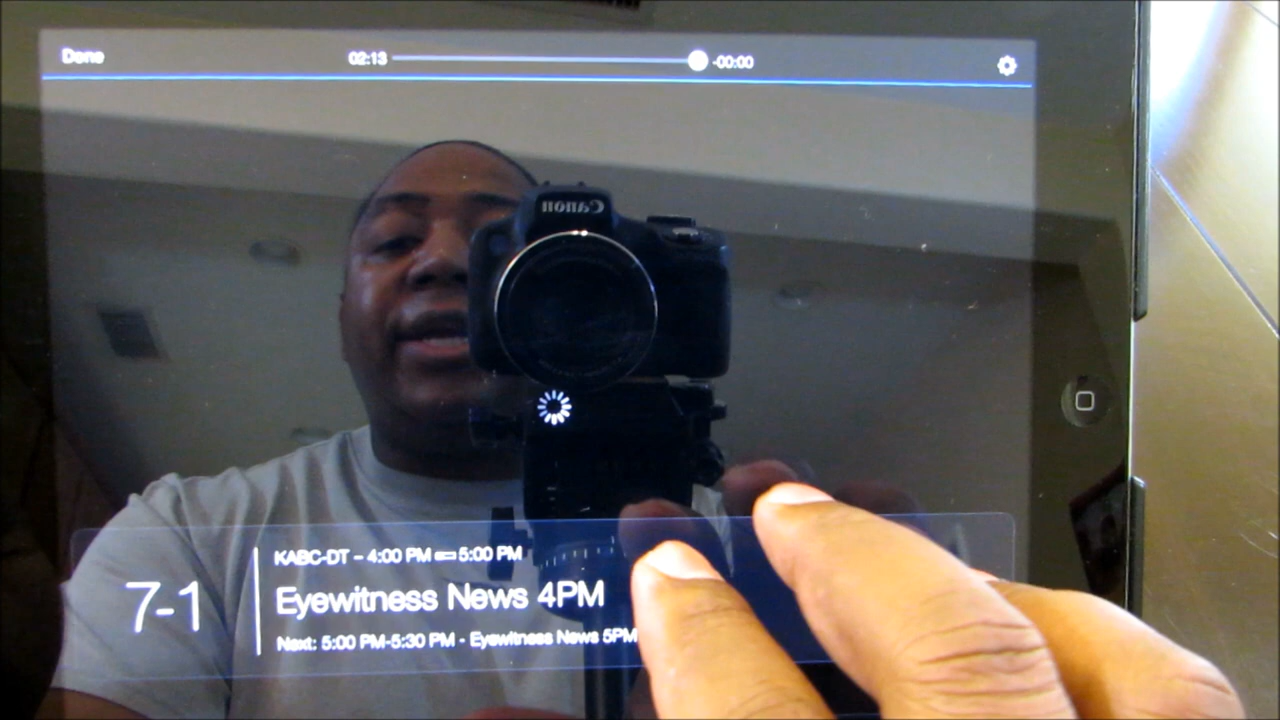 Done
02:13
-00:00
Canon
7-1
KABC-DT – 4:00 PM 5:00 PM
Eyewitness News 4PM
Next: 5:00 PM-5:30 PM - Eyewitness News 5PM